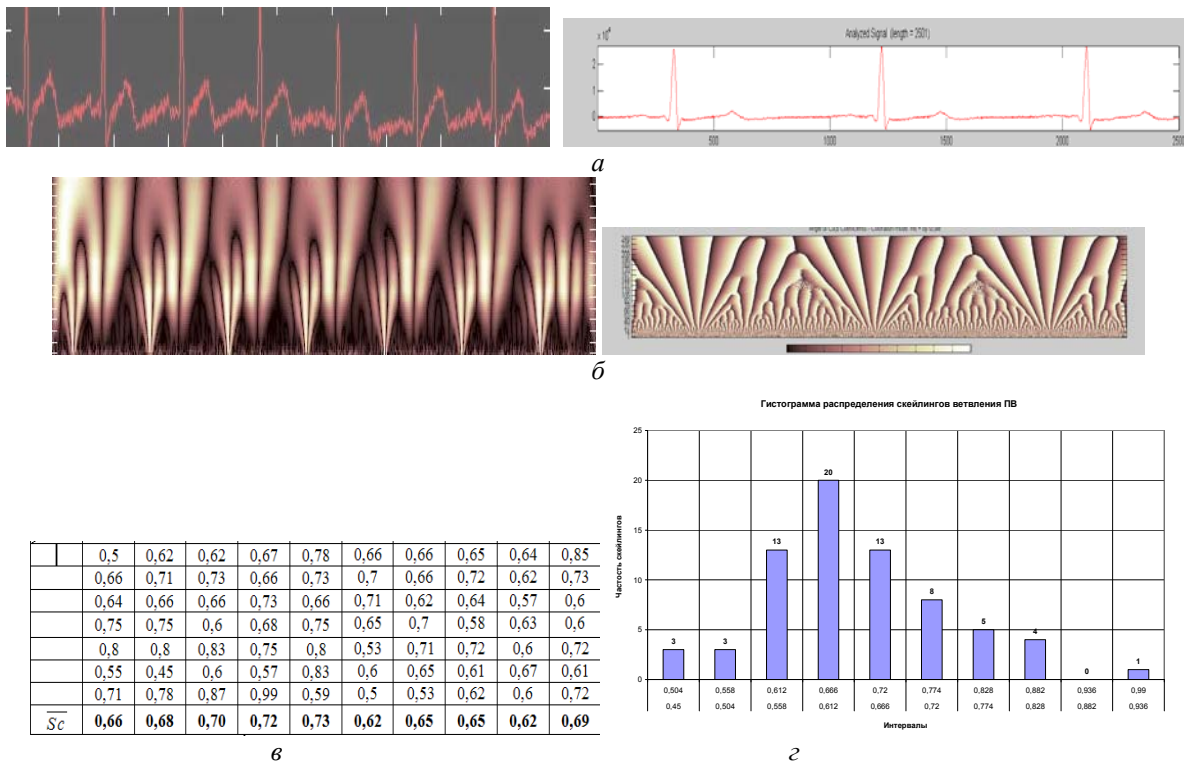 Analyzed Signal (length = 2501)
x 10⁴
2
1
0
500 1000 1500 2000 2500
а
б
Гистограмма распределения скейлингов ветвления ПВ
Частость скейлингов
25
20
15
10
5
0
3 3 13 20 13 8 5 4 0 1
0,504 0,558 0,612 0,666 0,72 0,774 0,828 0,882 0,936 0,99
0,45 0,504 0,558 0,612 0,666 0,72 0,774 0,828 0,882 0,936
Интервалы
0,5 0,62 0,62 0,67 0,78 0,66 0,66 0,65 0,64 0,85
0,66 0,71 0,73 0,66 0,73 0,7 0,66 0,72 0,62 0,73
0,64 0,66 0,66 0,73 0,66 0,71 0,62 0,64 0,57 0,6
0,75 0,75 0,6 0,68 0,75 0,65 0,7 0,58 0,63 0,6
0,8 0,8 0,83 0,75 0,8 0,53 0,71 0,72 0,6 0,72
0,55 0,45 0,6 0,57 0,83 0,6 0,65 0,61 0,67 0,61
0,71 0,78 0,87 0,99 0,59 0,5 0,53 0,62 0,6 0,72
Sc 0,66 0,68 0,70 0,72 0,73 0,62 0,65 0,65 0,62 0,69
в
г